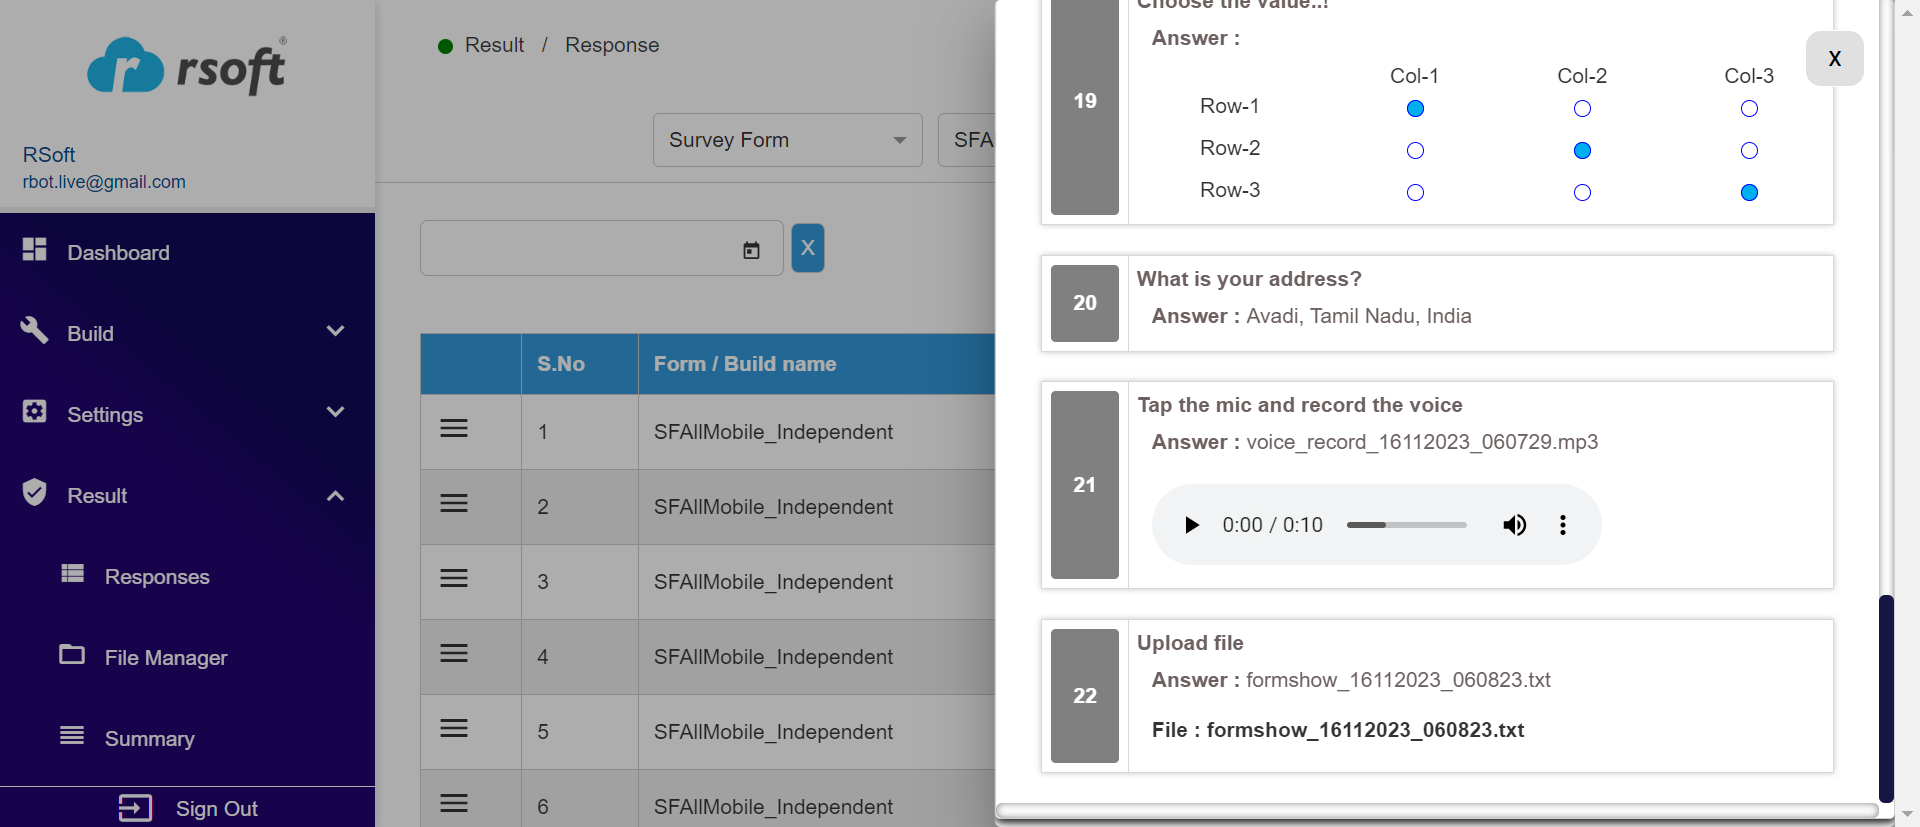 rsoft®
RSoft
rbot.live@gmail.com
Dashboard
Build
Settings
Result
Responses
File Manager
Summary
Sign Out
Result / Response
Survey Form
SFA
X
S.No Form / Build name
1 SFAllMobile_Independent
2 SFAllMobile_Independent
3 SFAllMobile_Independent
4 SFAllMobile_Independent
5 SFAllMobile_Independent
6 SFAllMobile_Independent
X
19
Choose the value..!
Answer :
Col-1 Col-2 Col-3
Row-1
Row-2
Row-3
20
What is your address?
Answer : Avadi, Tamil Nadu, India
21
Tap the mic and record the voice
Answer : voice_record_16112023_060729.mp3
0:00 / 0:10
22
Upload file
Answer : formshow_16112023_060823.txt
File : formshow_16112023_060823.txt